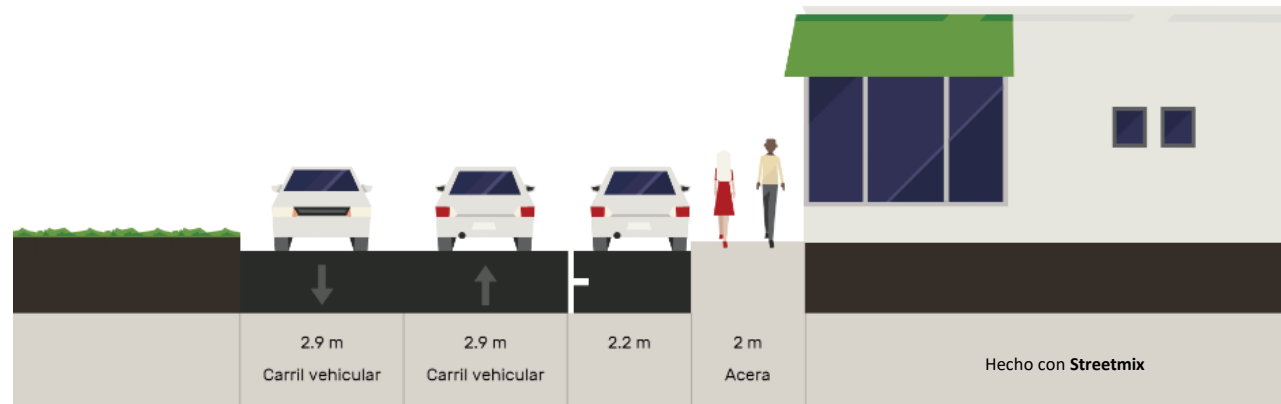 2.9 m
Carril vehicular
2.9 m
Carril vehicular
2.2 m
2 m
Acera
Hecho con Streetmix